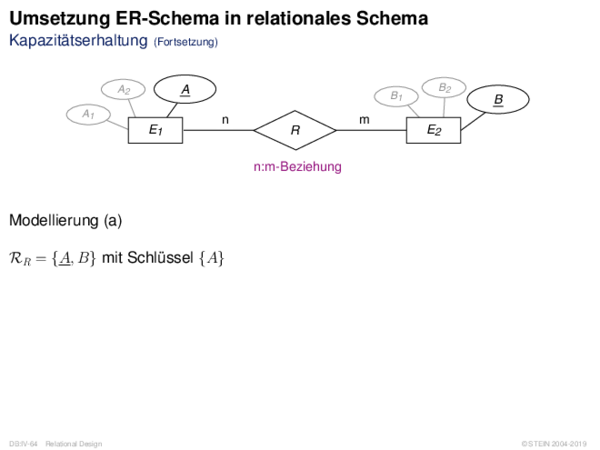 Umsetzung ER-Schema in relationales Schema
Kapazitätserhaltung (Fortsetzung)
A₁ A₂ A B₁ B₂ B
E₁ n R m E₂
n:m-Beziehung
Modellierung (a)
ℛ_R = {A, B} mit Schlüssel {A}
DB:IV-64 Relational Design © STEIN 2004-2019